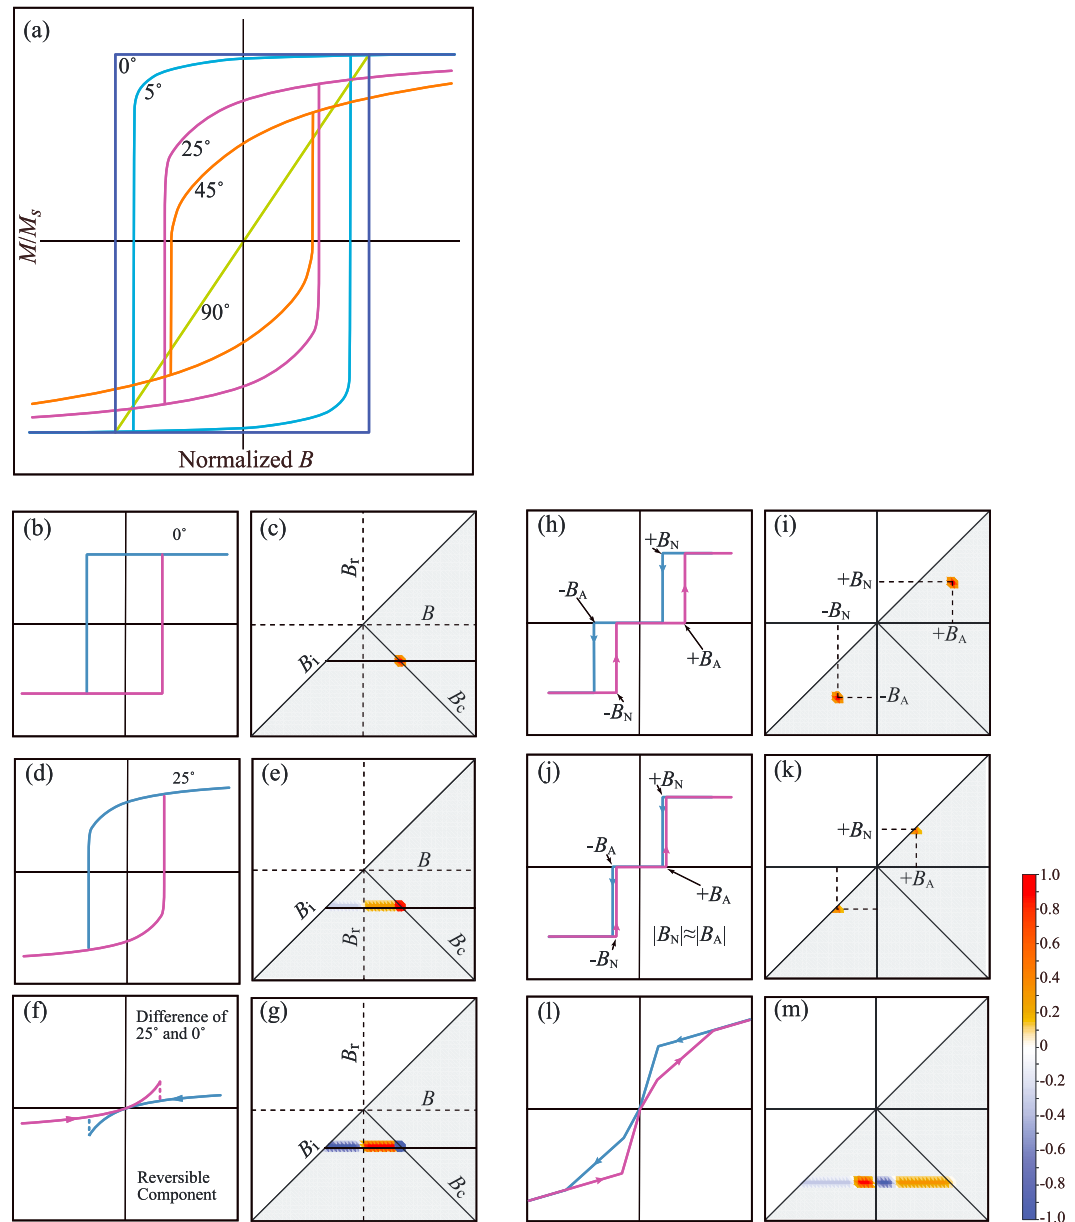 (a)
0°
5°
25°
45°
90°
M/Ms
Normalized B
(b)
0°
(c)
Br
B
Bi
Bc
(h)
+BN
-BA
+BA
-BN
(i)
+BN
-BN
+BA
-BA
(d)
25°
(e)
B
Bi
Br
Bc
(j)
+BN
-BA
+BA
-BN
|BN|≈|BA|
(k)
+BN
+BA
(f)
Difference of
25° and 0°
Reversible
Component
(g)
Br
B
Bi
Bc
(l)
(m)
1.0
0.8
0.6
0.4
0.2
0
-0.2
-0.4
-0.6
-0.8
-1.0